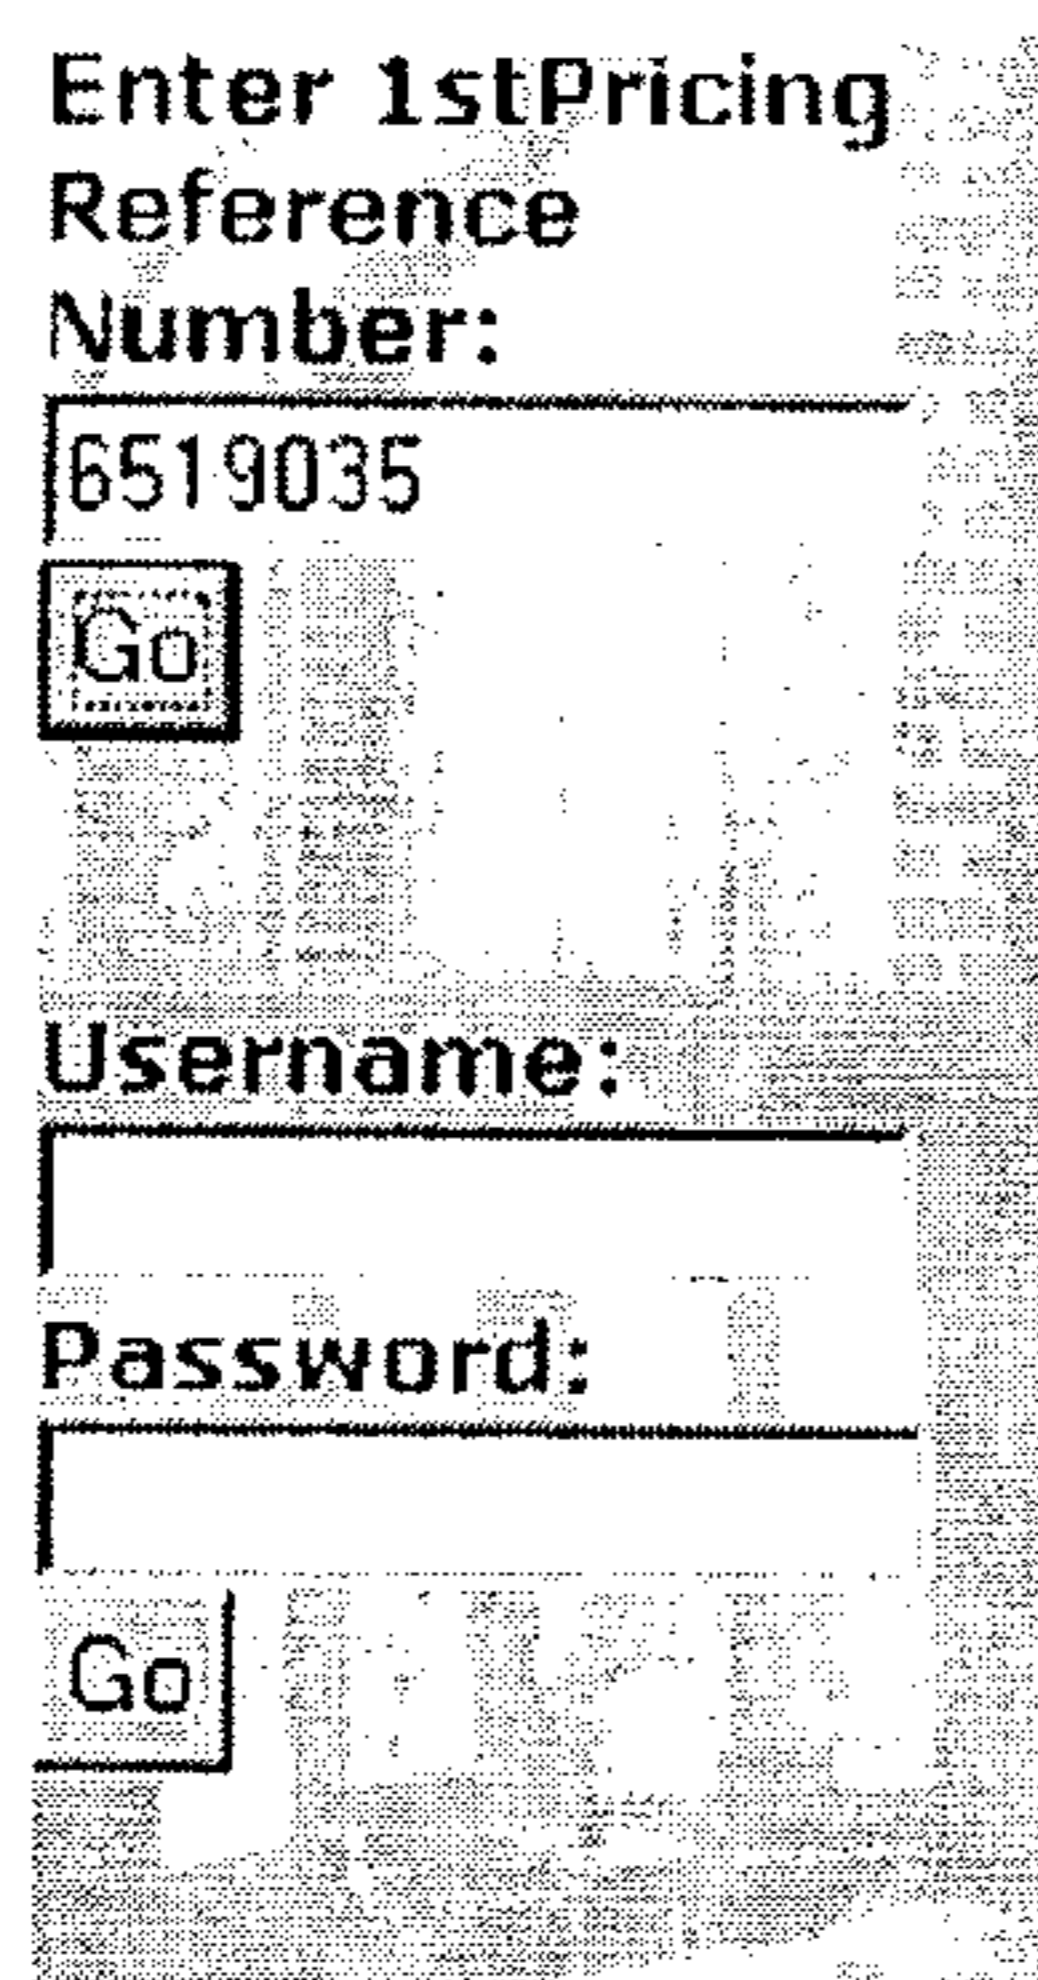 Enter 1stPricing
Reference
Number:
6519035
Go
Username:
Password:
Go